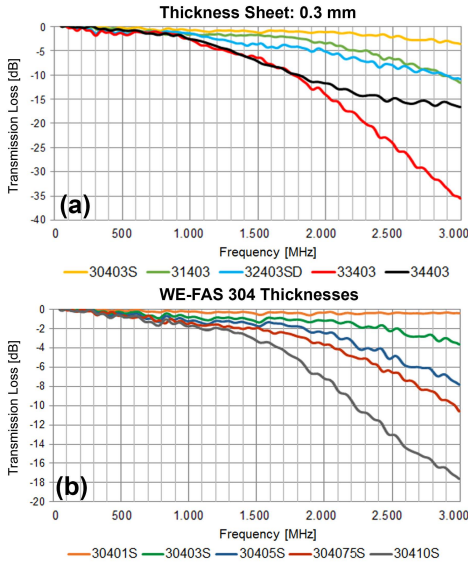 Thickness Sheet: 0.3 mm
(a)
Transmission Loss [dB]
0
-5
-10
-15
-20
-25
-30
-35
-40
0 500 1.000 1.500 2.000 2.500 3.000
Frequency [MHz]
30403S 31403 32403SD 33403 34403
WE-FAS 304 Thicknesses
(b)
Transmission Loss [dB]
0
-2
-4
-6
-8
-10
-12
-14
-16
-18
-20
0 500 1.000 1.500 2.000 2.500 3.000
Frequency [MHz]
30401S 30403S 30405S 304075S 30410S